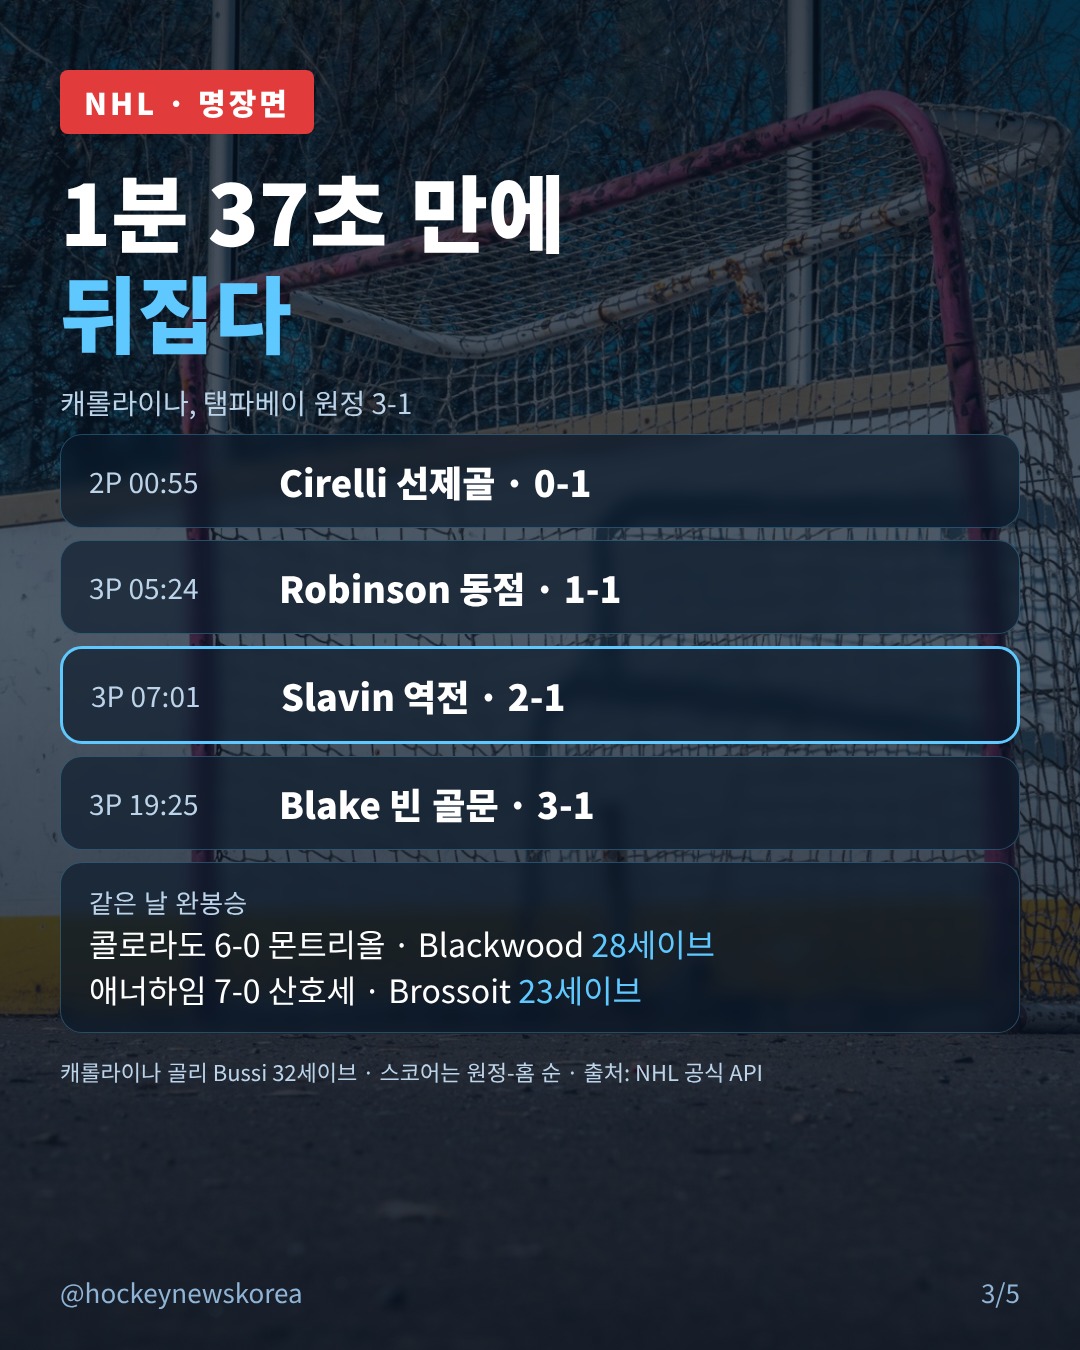 NHL · 명장면
1분 37초 만에
뒤집다
캐롤라이나, 탬파베이 원정 3-1
2P 00:55 Cirelli 선제골 · 0-1
3P 05:24 Robinson 동점 · 1-1
3P 07:01 Slavin 역전 · 2-1
3P 19:25 Blake 빈 골문 · 3-1
같은 날 완봉승
콜로라도 6-0 몬트리올 · Blackwood 28세이브
애너하임 7-0 산호세 · Brossoit 23세이브
캐롤라이나 골리 Bussi 32세이브 · 스코어는 원정-홈 순 · 출처: NHL 공식 API
@hockeynewskorea 3/5